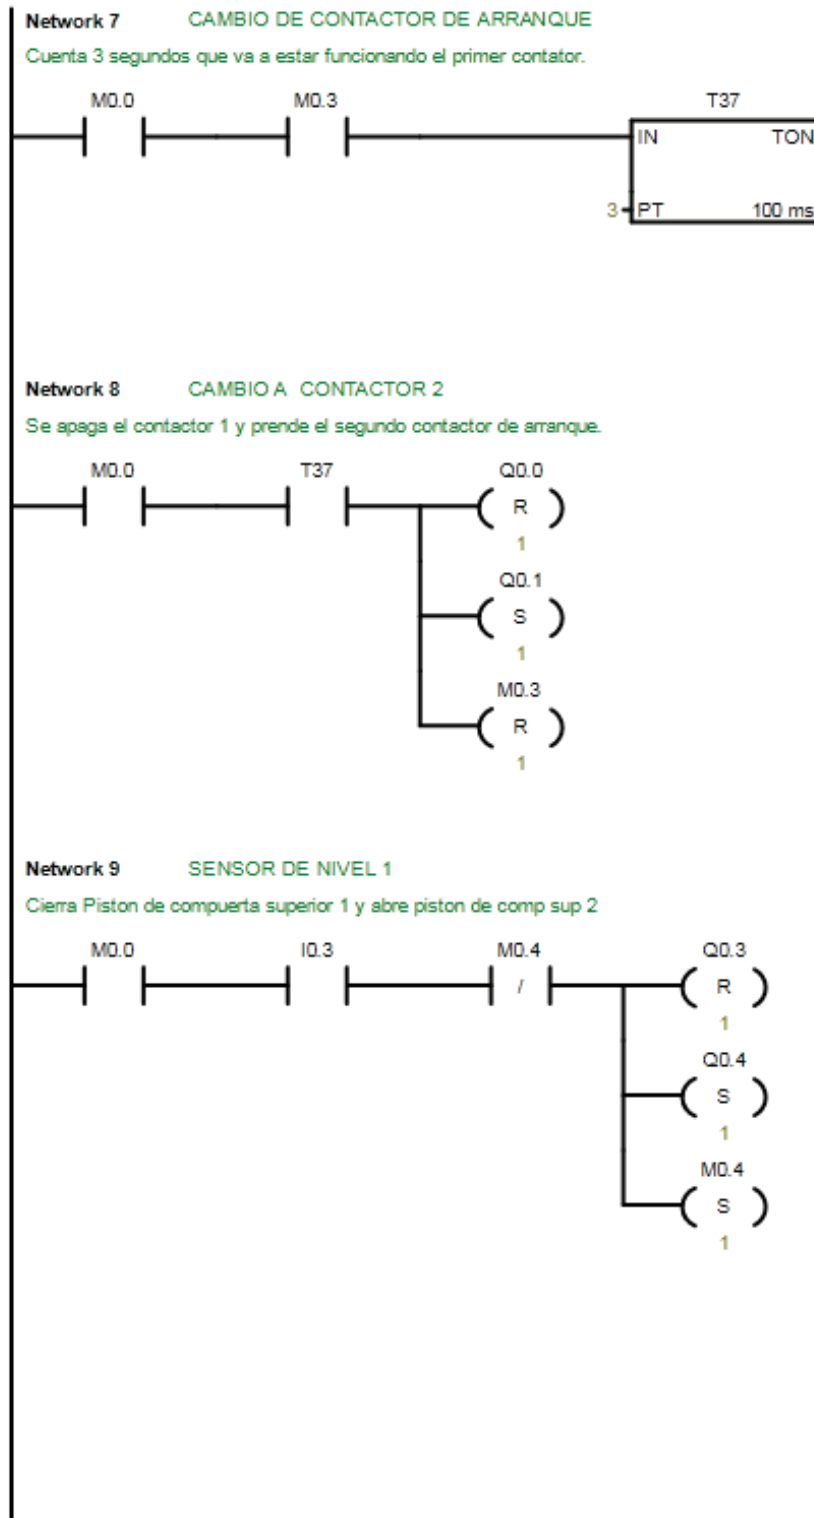 Network 7 CAMBIO DE CONTACTOR DE ARRANQUE
Cuenta 3 segundos que va a estar funcionando el primer contator.
M0.0 M0.3 T37
IN TON
3 PT 100 ms
Network 8 CAMBIO A CONTACTOR 2
Se apaga el contactor 1 y prende el segundo contactor de arranque.
M0.0 T37 Q0.0
R
1
Q0.1
S
1
M0.3
R
1
Network 9 SENSOR DE NIVEL 1
Cierra Piston de compuerta superior 1 y abre piston de comp sup 2
M0.0 I0.3 M0.4 Q0.3
/ R
1
Q0.4
S
1
M0.4
S
1